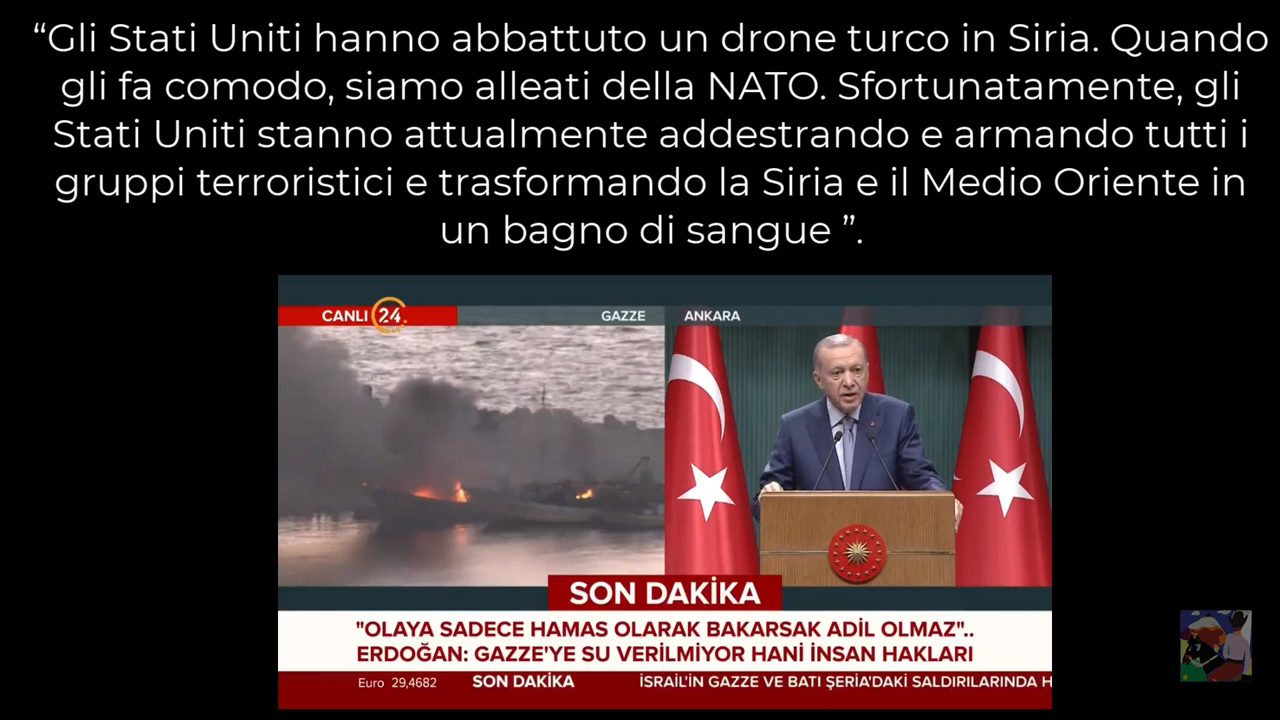 “Gli Stati Uniti hanno abbattuto un drone turco in Siria. Quando
gli fa comodo, siamo alleati della NATO. Sfortunatamente, gli
Stati Uniti stanno attualmente addestrando e armando tutti i
gruppi terroristici e trasformando la Siria e il Medio Oriente in
un bagno di sangue ”.
CANLI 24
GAZZE
ANKARA
SON DAKİKA
"OLAYA SADECE HAMAS OLARAK BAKARSAK ADİL OLMAZ"..
ERDOĞAN: GAZZE'YE SU VERİLMİYOR HANİ İNSAN HAKLARI
Euro 29,4682 SON DAKİKA İSRAİL'İN GAZZE VE BATI ŞERİA'DAKİ SALDIRILARINDA H